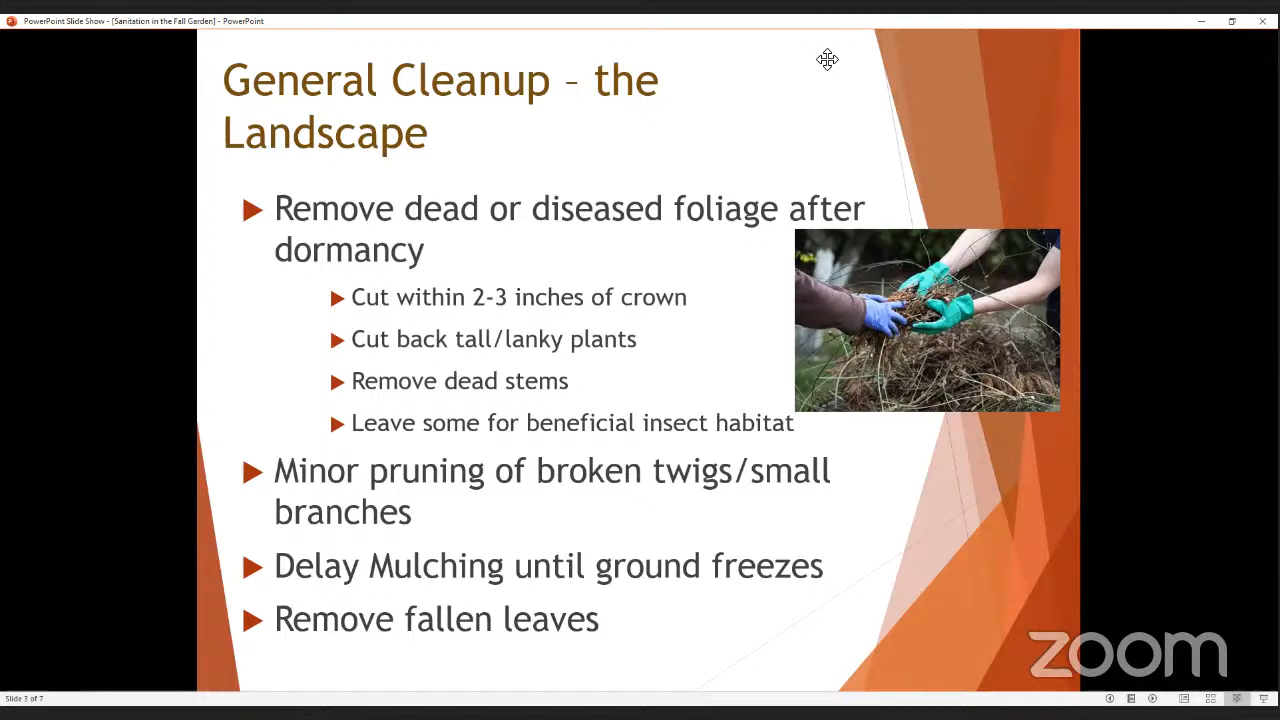 PowerPoint Slide Show - [Sanitation in the Fall Garden] - PowerPoint
General Cleanup – the
Landscape
Remove dead or diseased foliage after
dormancy
Cut within 2-3 inches of crown
Cut back tall/lanky plants
Remove dead stems
Leave some for beneficial insect habitat
Minor pruning of broken twigs/small
branches
Delay Mulching until ground freezes
Remove fallen leaves
zoom
Slide 3 of 7